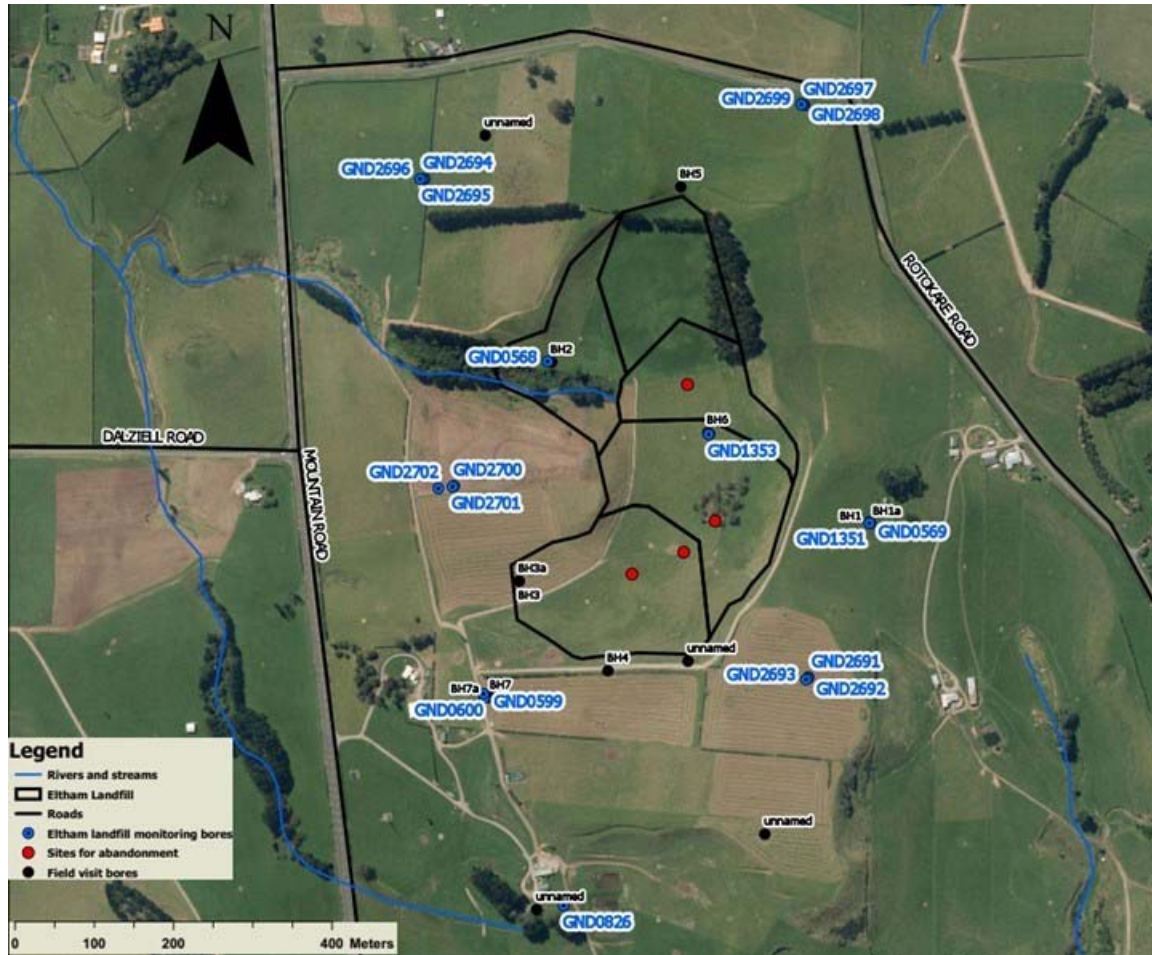 N
unnamed
GND2697
GND2699
GND2698
GND2694
GND2696
GND2695
BH5
ROTOKARE ROAD
BH2
GND0568
BH6
GND1353
DALZIELL ROAD
MOUNTAIN ROAD
GND2700
GND2702
GND2701
BH1 BH1a
GND1351 GND0569
BH3a
BH3
unnamed
BH4
GND2691
GND2693
GND2692
BH7a BH7
GND0600 GND0599
unnamed
unnamed
GND0826
Legend
Rivers and streams
Eltham Landfill
Roads
Eltham landfill monitoring bores
Sites for abandonment
Field visit bores
0 100 200 400 Meters